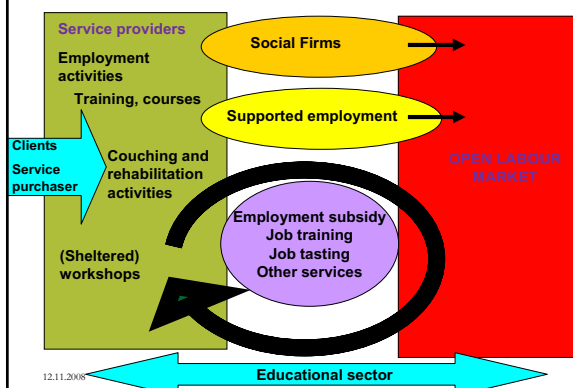 Service providers
Employment
activities
Training, courses
Clients
Service
purchaser
Couching and
rehabilitation
activities
(Sheltered)
workshops
Social Firms
Supported employment
Employment subsidy
Job training
Job tasting
Other services
OPEN LABOUR
MARKET
12.11.2008
Educational sector